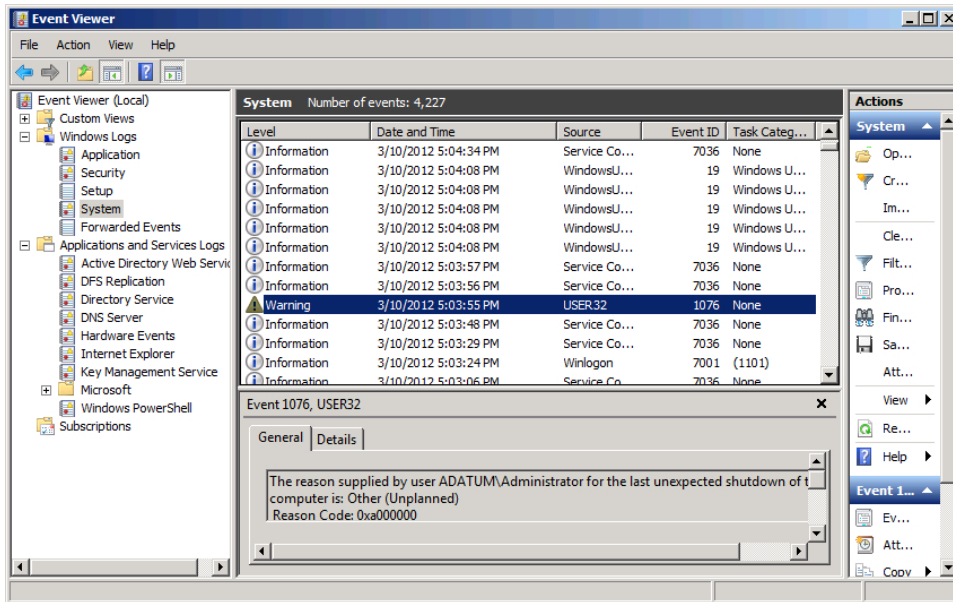 Event Viewer
File Action View Help
Event Viewer (Local)
Custom Views
Windows Logs
Application
Security
Setup
System
Forwarded Events
Applications and Services Logs
Active Directory Web Servic
DFS Replication
Directory Service
DNS Server
Hardware Events
Internet Explorer
Key Management Service
Microsoft
Windows PowerShell
Subscriptions
System Number of events: 4,227
Level Date and Time Source Event ID Task Categ...
Information 3/10/2012 5:04:34 PM Service Co... 7036 None
Information 3/10/2012 5:04:08 PM WindowsU... 19 Windows U...
Information 3/10/2012 5:04:08 PM WindowsU... 19 Windows U...
Information 3/10/2012 5:04:08 PM WindowsU... 19 Windows U...
Information 3/10/2012 5:04:08 PM WindowsU... 19 Windows U...
Information 3/10/2012 5:04:08 PM WindowsU... 19 Windows U...
Information 3/10/2012 5:03:57 PM Service Co... 7036 None
Information 3/10/2012 5:03:56 PM Service Co... 7036 None
Warning 3/10/2012 5:03:55 PM USER32 1076 None
Information 3/10/2012 5:03:48 PM Service Co... 7036 None
Information 3/10/2012 5:03:29 PM Service Co... 7036 None
Information 3/10/2012 5:03:24 PM Winlogon 7001 (1101)
Information 3/10/2012 5:03:06 PM Service Co 7036 None
Event 1076, USER32
General Details
The reason supplied by user ADATUM\Administrator for the last unexpected shutdown of t
computer is: Other (Unplanned)
Reason Code: 0xa000000
Actions
System
Op...
Cr...
Im...
Cle...
Filt...
Pro...
Fin...
Sa...
Att...
View
Re...
Help
Event 1...
Ev...
Att...
Copy